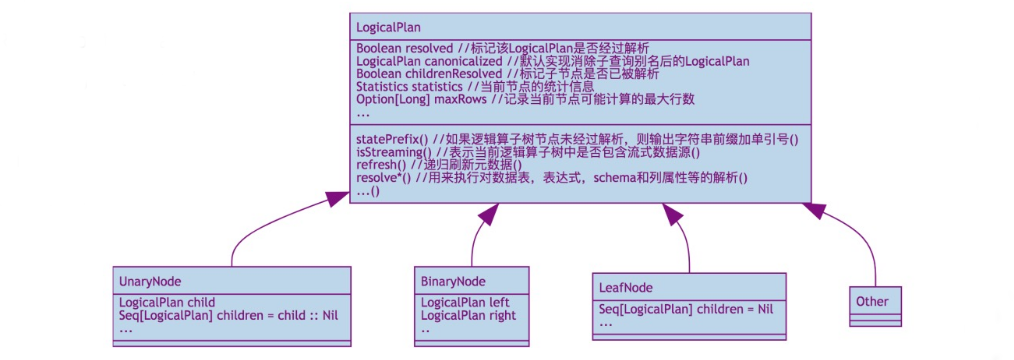 LogicalPlan
Boolean resolved //标记该LogicalPlan是否经过解析
LogicalPlan canonicalized //默认实现消除子查询别名后的LogicalPlan
Boolean childrenResolved //标记子节点是否已被解析
Statistics statistics //当前节点的统计信息
Option[Long] maxRows //记录当前节点可能计算的最大行数
...
statePrefix() //如果逻辑算子树节点未经过解析，则输出字符串前缀加单引号()
isStreaming() //表示当前逻辑算子树中是否包含流式数据源()
refresh() //递归刷新元数据()
resolve*() //用来执行对数据表，表达式，schema和列属性等的解析()
...()
UnaryNode
LogicalPlan child
Seq[LogicalPlan] children = child :: Nil
...
BinaryNode
LogicalPlan left
LogicalPlan right
..
LeafNode
Seq[LogicalPlan] children = Nil
...
Other